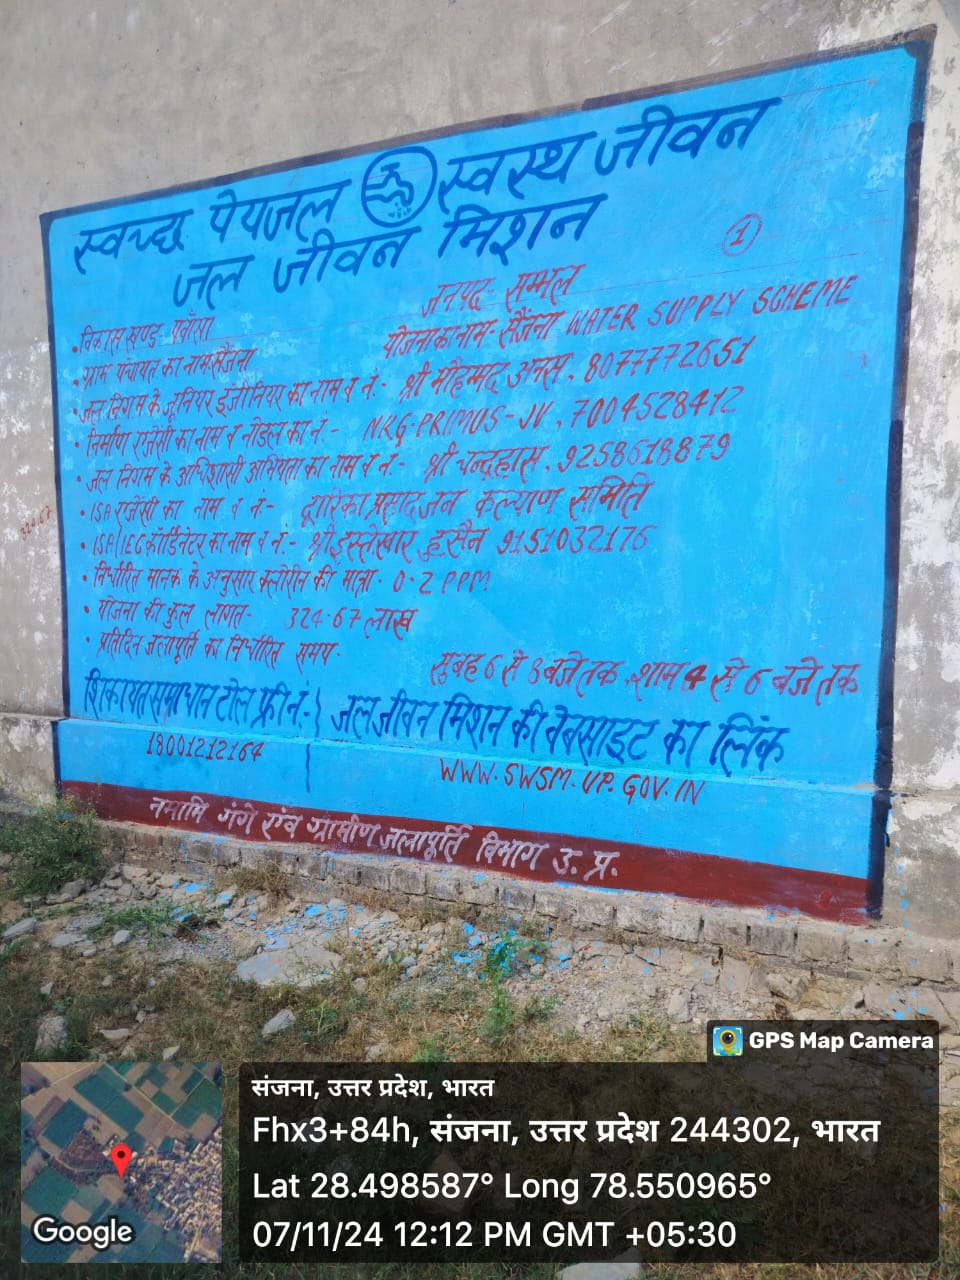 स्वच्छ पेयजल स्वस्थ जीवन
जल जीवन मिशन
1
जनपद- सम्भल
• विकास खण्ड- पवाँसा
योजना का नाम- सैंजना WATER SUPPLY SCHEME
• ग्राम पंचायत का नाम:सैंजना
• जल निगम के जूनियर इंजीनियर का नाम व नं- श्री मौहम्मद अनस, 8077772651
• निर्माण एजेंसी का नाम व नोडल का नं- NKG-PRIMUS-JV, 7004528412
• जल निगम के अधिशासी अभियंता का नाम व नं- श्री चन्द्रहास, 9258618879
• ISA एजेंसी का नाम व नं- द्वारिका प्रसाद जन कल्याण समिति
• ISA/IEC कॉर्डिनेटर का नाम व नं:- श्री इस्तेखार हुसैन 9151032176
• निर्धारित मानक के अनुसार क्लोरीन की मात्रा- 0.2 PPM
• योजना की कुल लागत- 324.67 लाख
324.67
• प्रतिदिन जलापूर्ति का निर्धारित समय-
सुबह 6 से 8 बजे तक, शाम 4 से 6 बजे तक
शिकायत समाधान टोल फ्री नं:- जल जीवन मिशन की वेबसाइट का लिंक
18001212164
WWW.SWSM.UP.GOV.IN
नमामि गंगे एंव ग्रामीण जलापूर्ति विभाग उ.प्र.
GPS Map Camera
संजना, उत्तर प्रदेश, भारत
Fhx3+84h, संजना, उत्तर प्रदेश 244302, भारत
Lat 28.498587° Long 78.550965°
07/11/24 12:12 PM GMT +05:30
Google